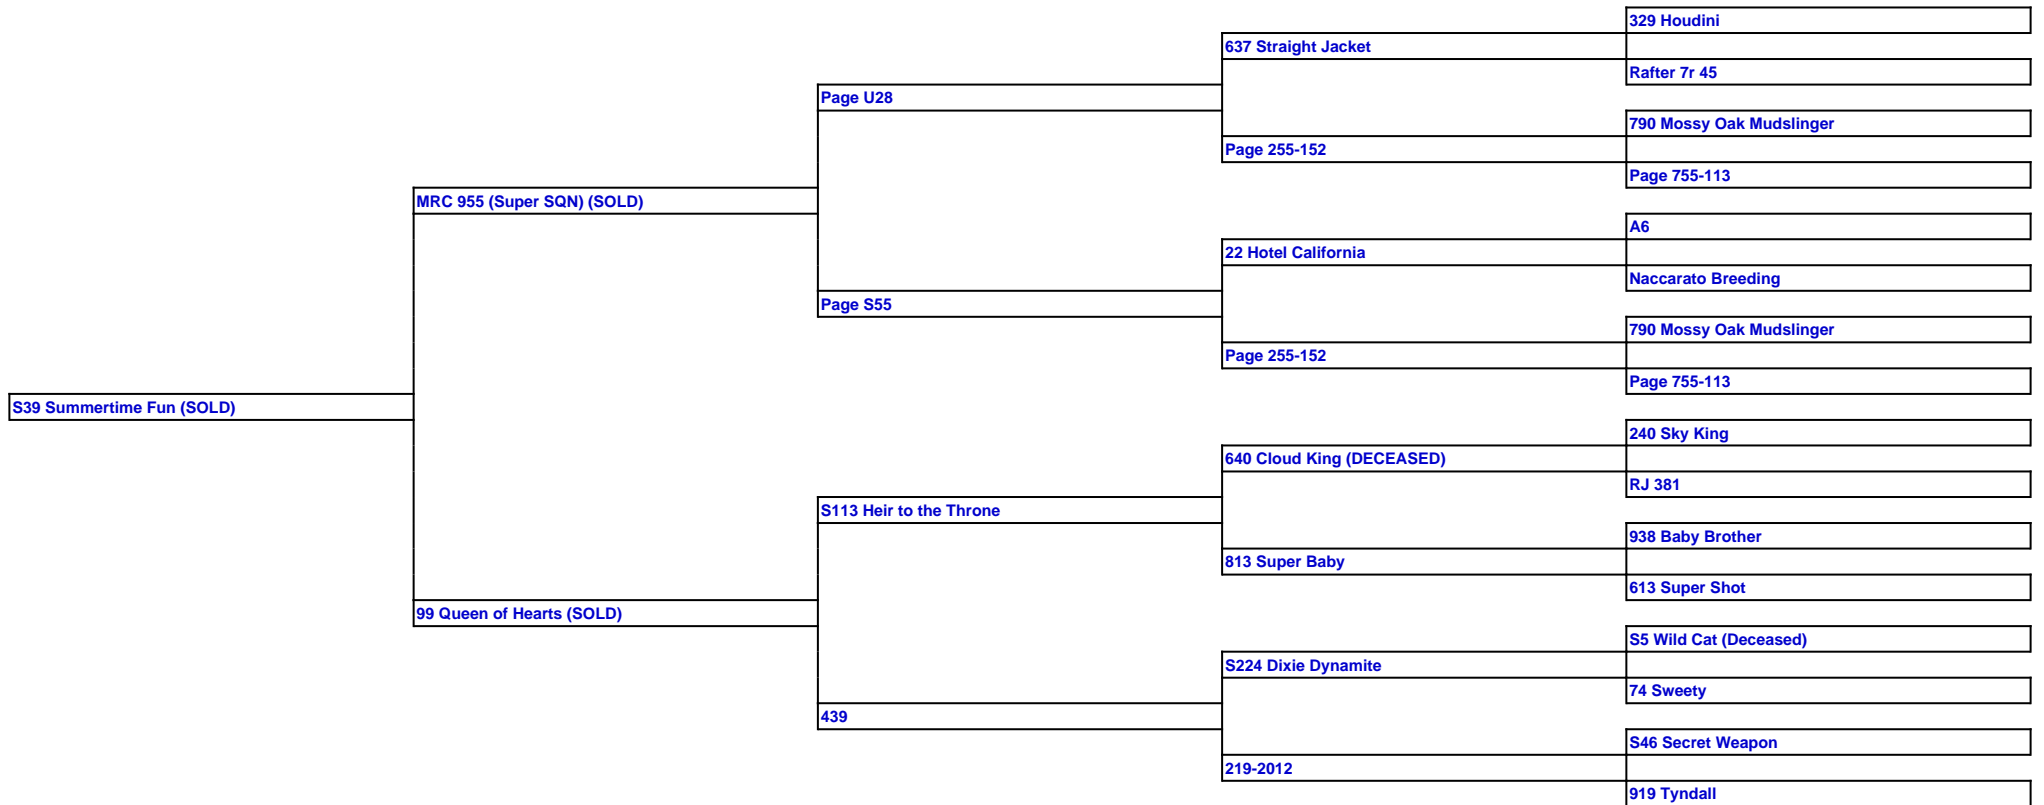 329 Houdini
637 Straight Jacket
Rafter 7r 45
Page U28
790 Mossy Oak Mudslinger
Page 255-152
Page 755-113
MRC 955 (Super SQN) (SOLD)
A6
22 Hotel California
Naccarato Breeding
Page S55
790 Mossy Oak Mudslinger
Page 255-152
Page 755-113
S39 Summertime Fun (SOLD)
240 Sky King
640 Cloud King (DECEASED)
RJ 381
S113 Heir to the Throne
938 Baby Brother
813 Super Baby
613 Super Shot
99 Queen of Hearts (SOLD)
S5 Wild Cat (Deceased)
S224 Dixie Dynamite
74 Sweety
439
S46 Secret Weapon
219-2012
919 Tyndall